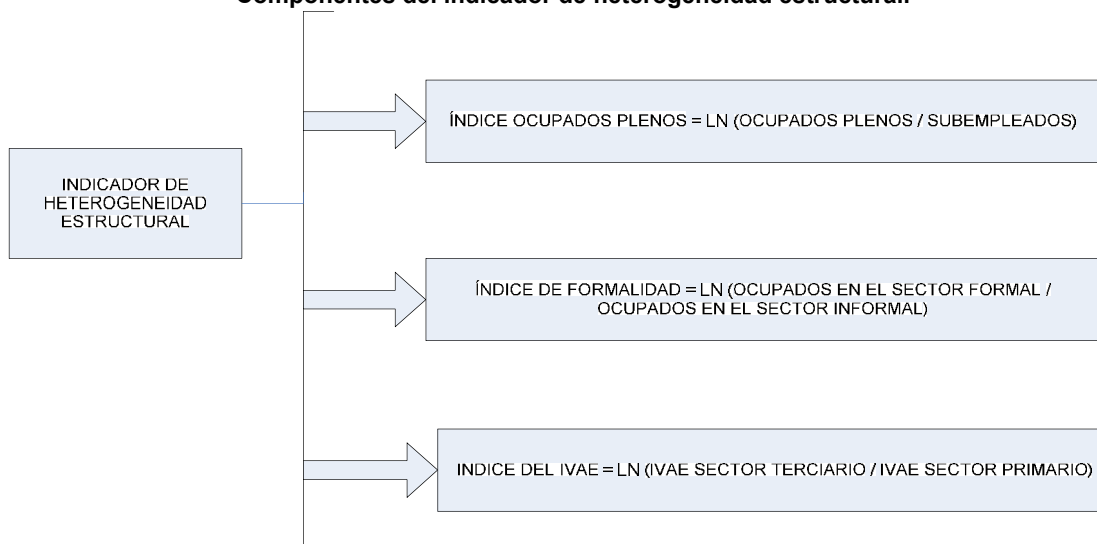 Componentes del indicador de heterogeneidad estructural.
ÍNDICE OCUPADOS PLENOS = LN (OCUPADOS PLENOS / SUBEMPLEADOS)
INDICADOR DE
HETEROGENEIDAD
ESTRUCTURAL
ÍNDICE DE FORMALIDAD = LN (OCUPADOS EN EL SECTOR FORMAL /
OCUPADOS EN EL SECTOR INFORMAL)
INDICE DEL IVAE = LN (IVAE SECTOR TERCIARIO / IVAE SECTOR PRIMARIO)